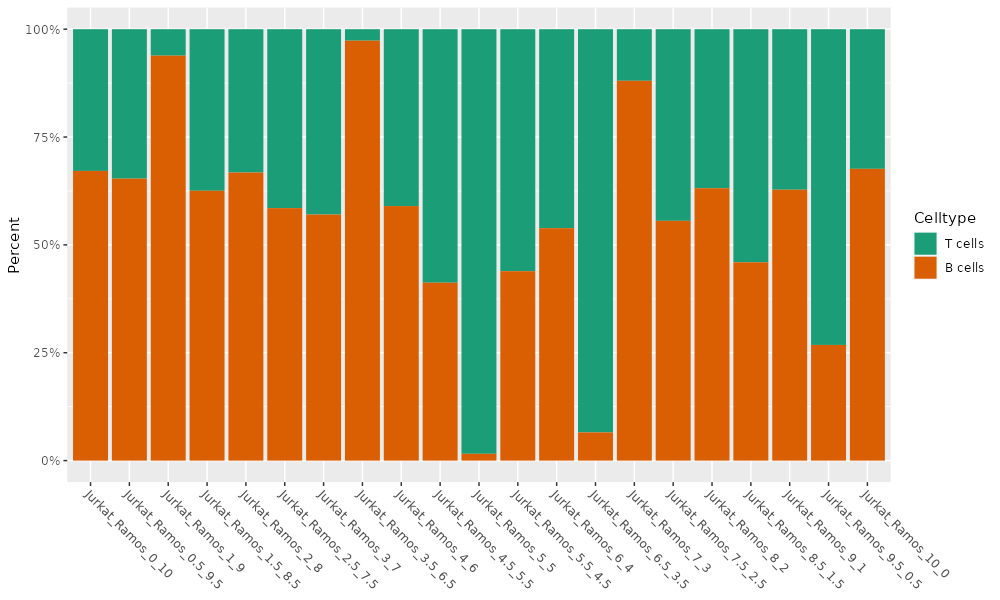 100%
75%
50%
25%
0%
Percent
Jurkat_Ramos_0_10
Jurkat_Ramos_0.5_9.5
Jurkat_Ramos_1_9
Jurkat_Ramos_1.5_8.5
Jurkat_Ramos_2_8
Jurkat_Ramos_2.5_7.5
Jurkat_Ramos_3_7
Jurkat_Ramos_3.5_6.5
Jurkat_Ramos_4_6
Jurkat_Ramos_4.5_5.5
Jurkat_Ramos_5_5
Jurkat_Ramos_5.5_4.5
Jurkat_Ramos_6_4
Jurkat_Ramos_6.5_3.5
Jurkat_Ramos_7_3
Jurkat_Ramos_7.5_2.5
Jurkat_Ramos_8_2
Jurkat_Ramos_8.5_1.5
Jurkat_Ramos_9_1
Jurkat_Ramos_9.5_0.5
Jurkat_Ramos_10_0
Celltype
T cells
B cells